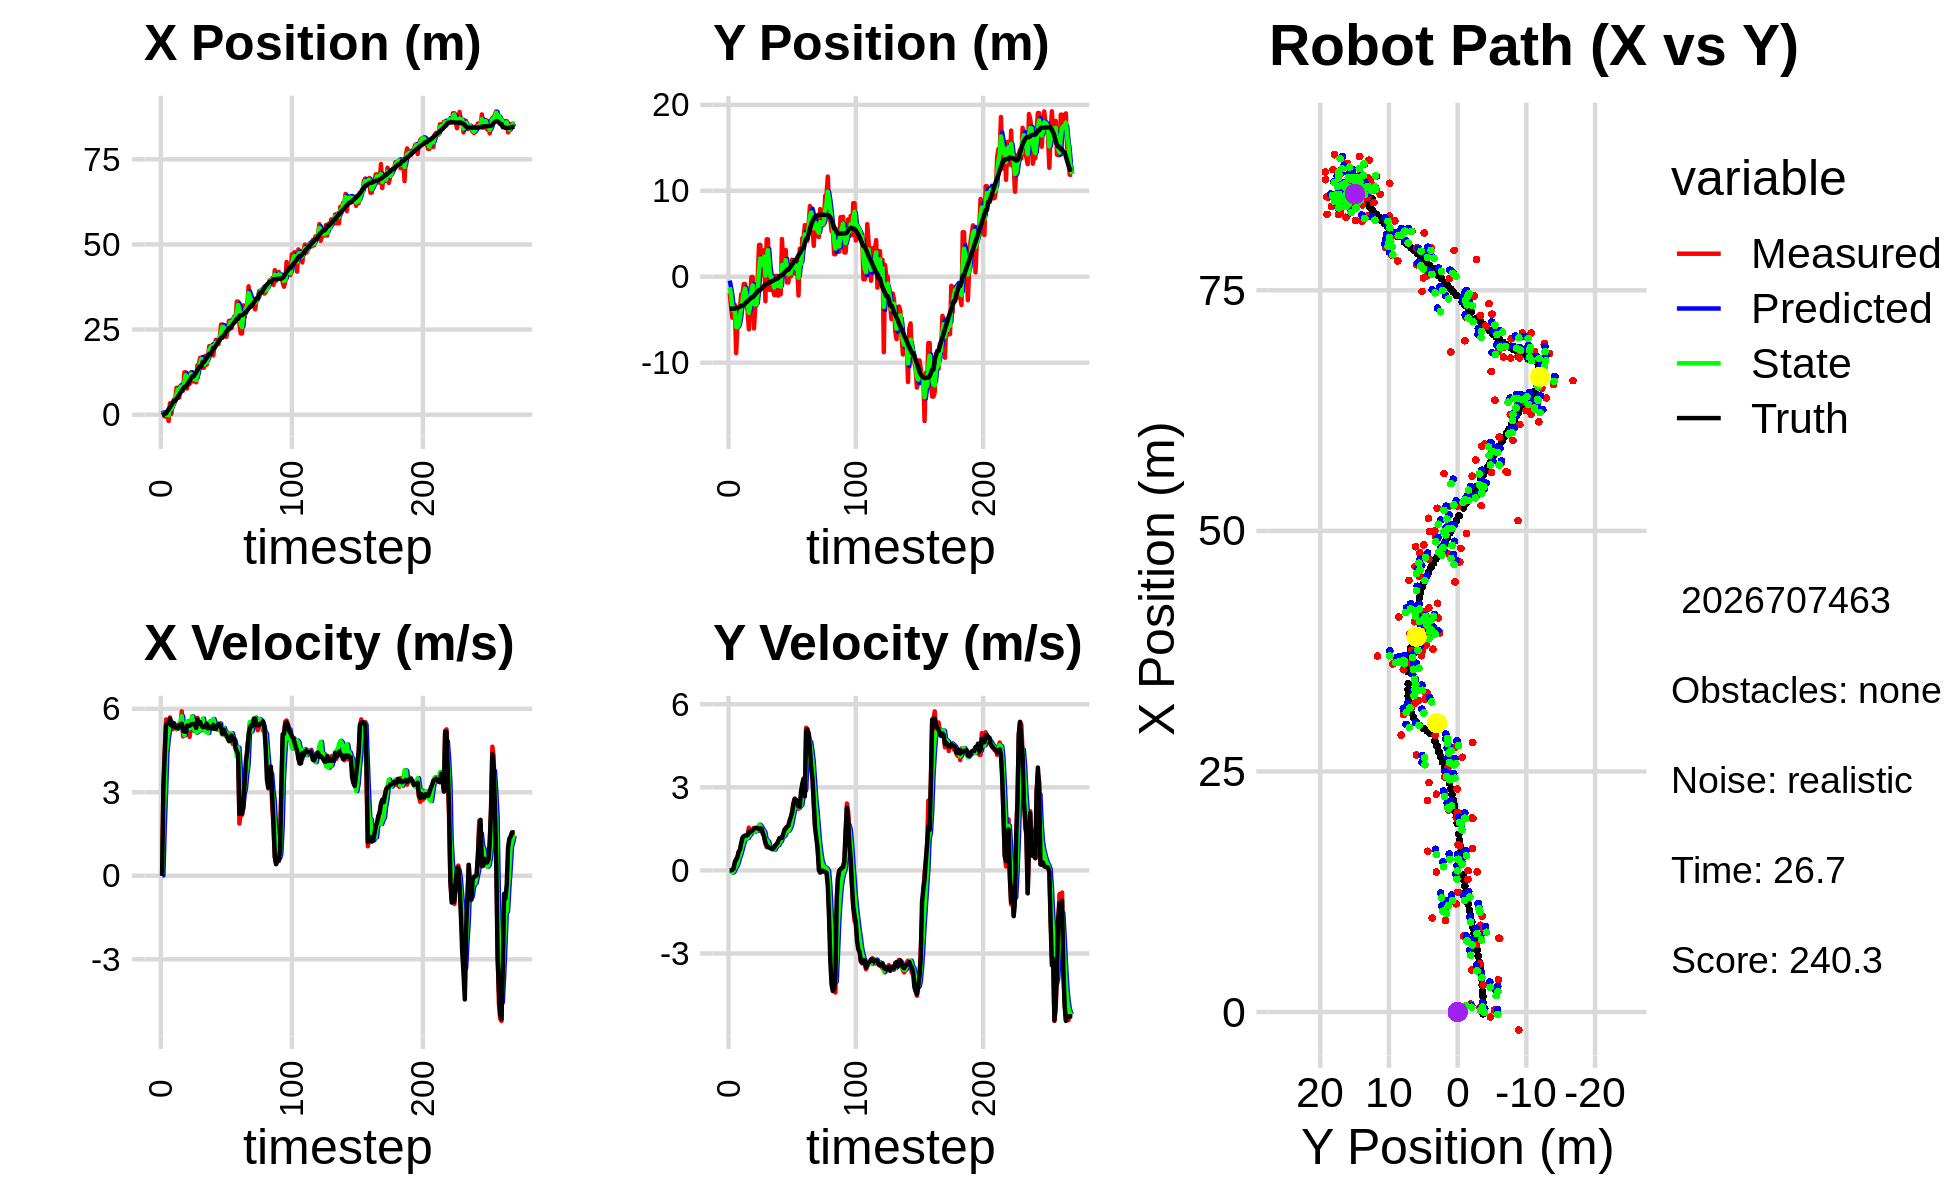 X Position (m)
75
50
25
0
0
100
200
timestep
Y Position (m)
20
10
0
-10
0
100
200
timestep
X Velocity (m/s)
6
3
0
-3
0
100
200
timestep
Y Velocity (m/s)
6
3
0
-3
0
100
200
timestep
Robot Path (X vs Y)
X Position (m)
75
50
25
0
20 10 0 -10 -20
Y Position (m)
variable
Measured
Predicted
State
Truth
2026707463
Obstacles: none
Noise: realistic
Time: 26.7
Score: 240.3